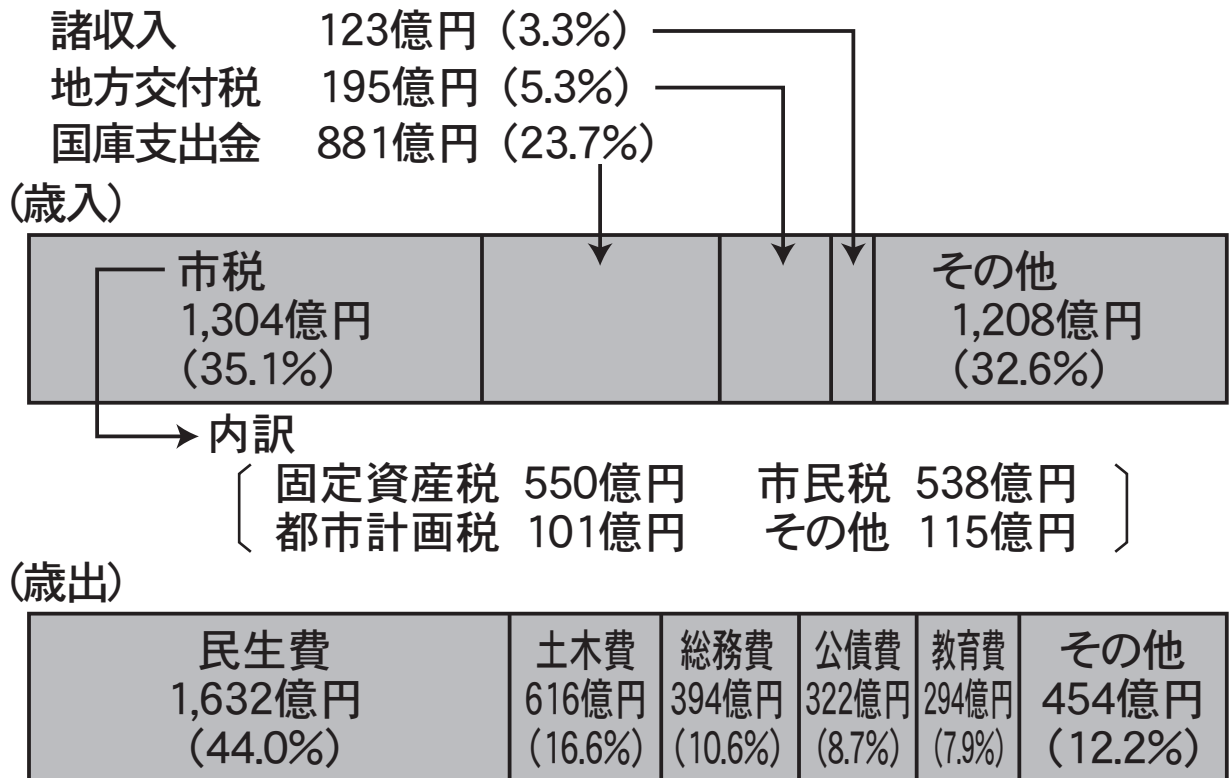 諸収入 123億円(3.3%)
地方交付税 195億円(5.3%)
国庫支出金 881億円(23.7%)
(歳入)
市税
1,304億円
(35.1%)
その他
1,208億円
(32.6%)
内訳
固定資産税 550億円 市民税 538億円
都市計画税 101億円 その他 115億円
(歳出)
民生費
1,632億円
(44.0%)
土木費
616億円
(16.6%)
総務費
394億円
(10.6%)
公債費
322億円
(8.7%)
教育費
294億円
(7.9%)
その他
454億円
(12.2%)